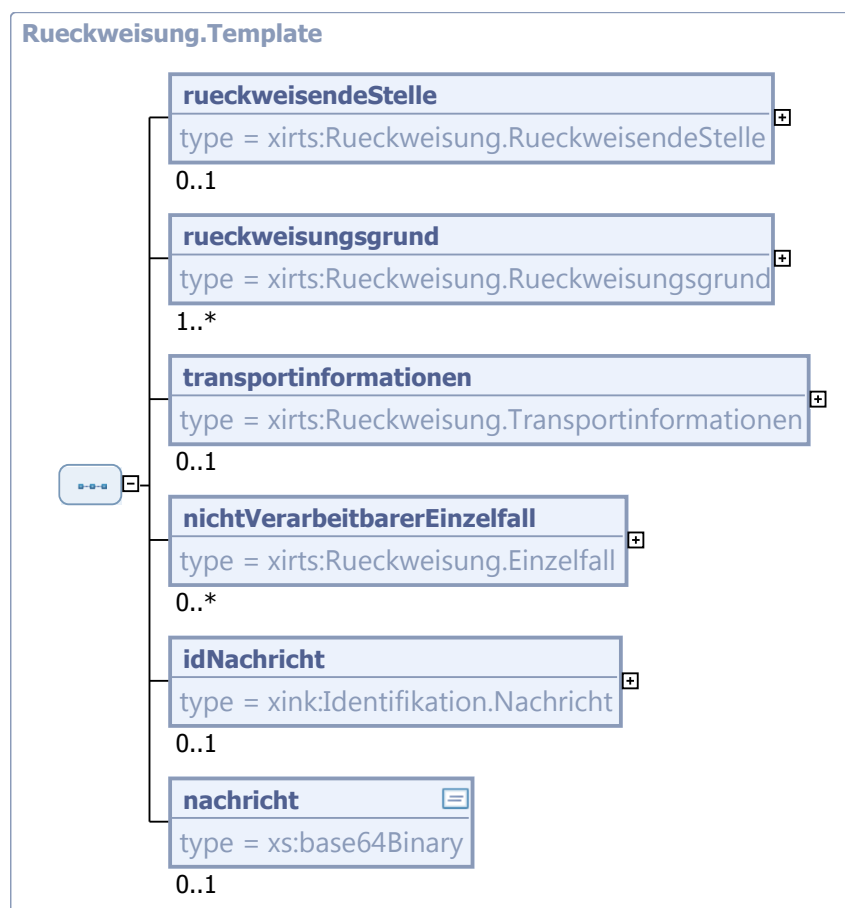 Rueckweisung.Template
rueckweisendeStelle
type = xirts:Rueckweisung.RueckweisendeStelle
0..1
rueckweisungsgrund
type = xirts:Rueckweisung.Rueckweisungsgrund
1..*
transportinformationen
type = xirts:Rueckweisung.Transportinformationen
0..1
nichtVerarbeitbarerEinzelfall
type = xirts:Rueckweisung.Einzelfall
0..*
idNachricht
type = xink:Identifikation.Nachricht
0..1
nachricht
type = xs:base64Binary
0..1